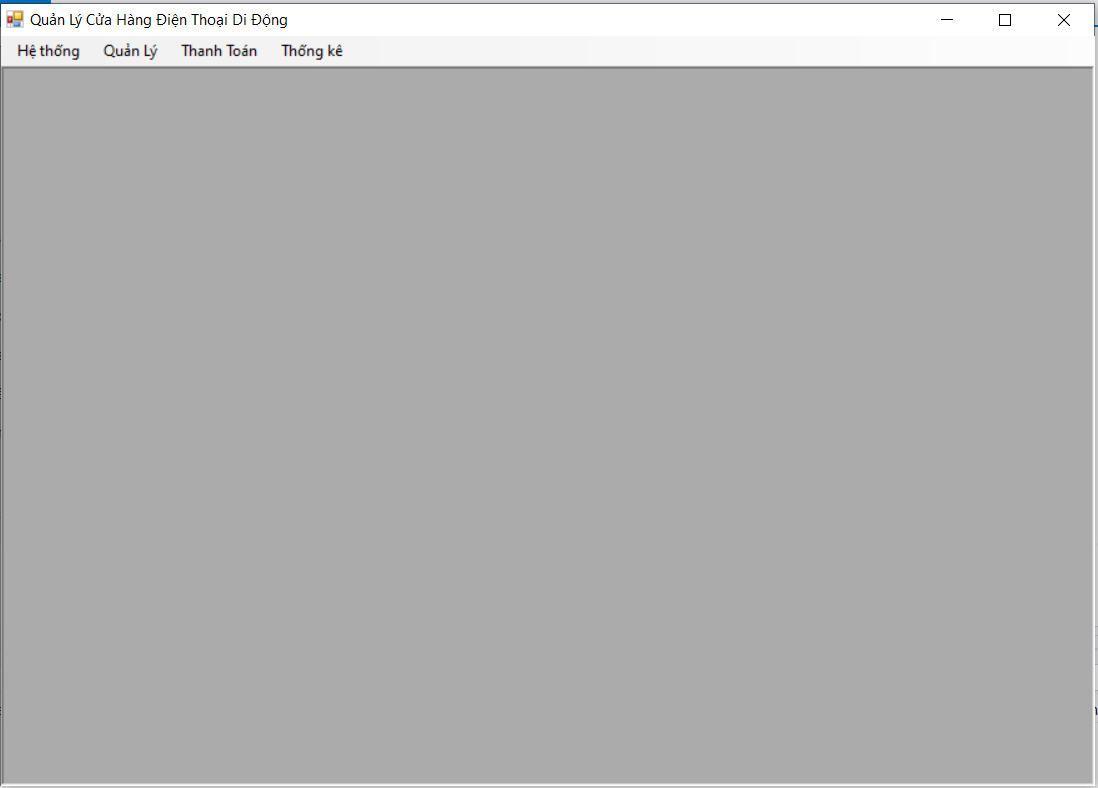 Quản Lý Cửa Hàng Điện Thoại Di Động
Hệ thống Quản Lý Thanh Toán Thống kê